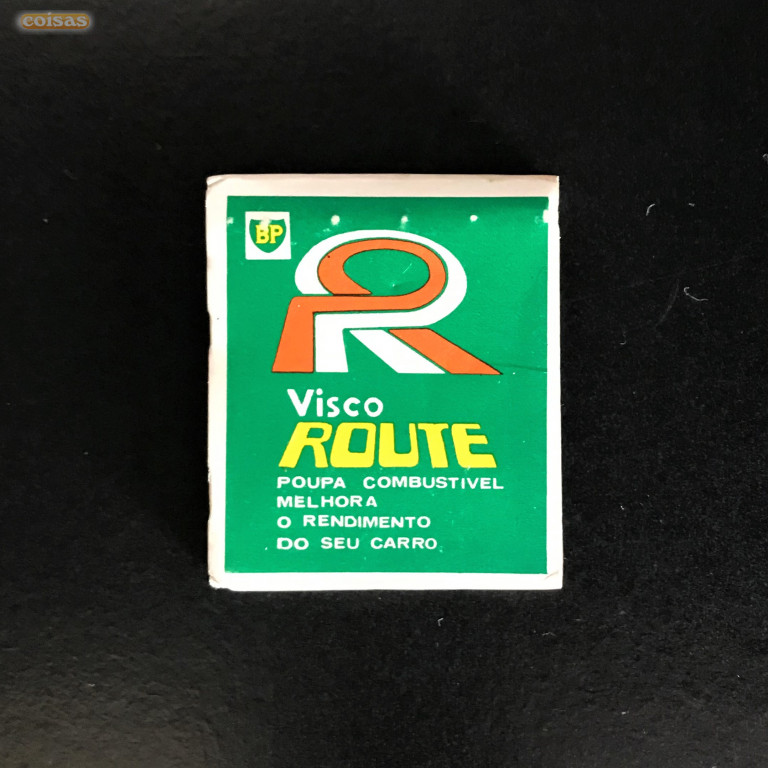 coisas
BP
R
Visco
ROUTE
POUPA COMBUSTIVEL
MELHORA
O RENDIMENTO
DO SEU CARRO